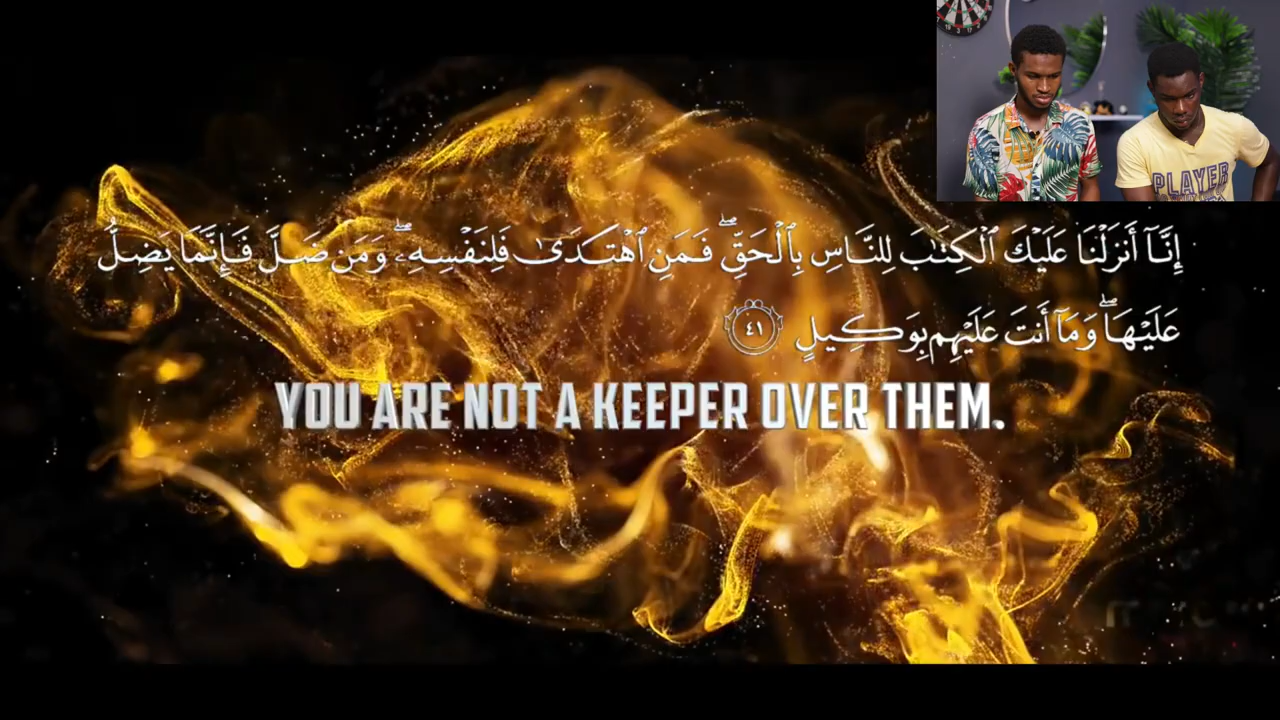 إِنَّآ أَنزَلْنَا عَلَيْكَ ٱلْكِتَٰبَ لِلنَّاسِ بِٱلْحَقِّ ۖ فَمَنِ ٱهْتَدَىٰ فَلِنَفْسِهِۦ ۖ وَمَن ضَلَّ فَإِنَّمَا يَضِلُّ
عَلَيْهَا ۖ وَمَآ أَنتَ عَلَيْهِم بِوَكِيلٍ ٤١
YOU ARE NOT A KEEPER OVER THEM.
PLAYER